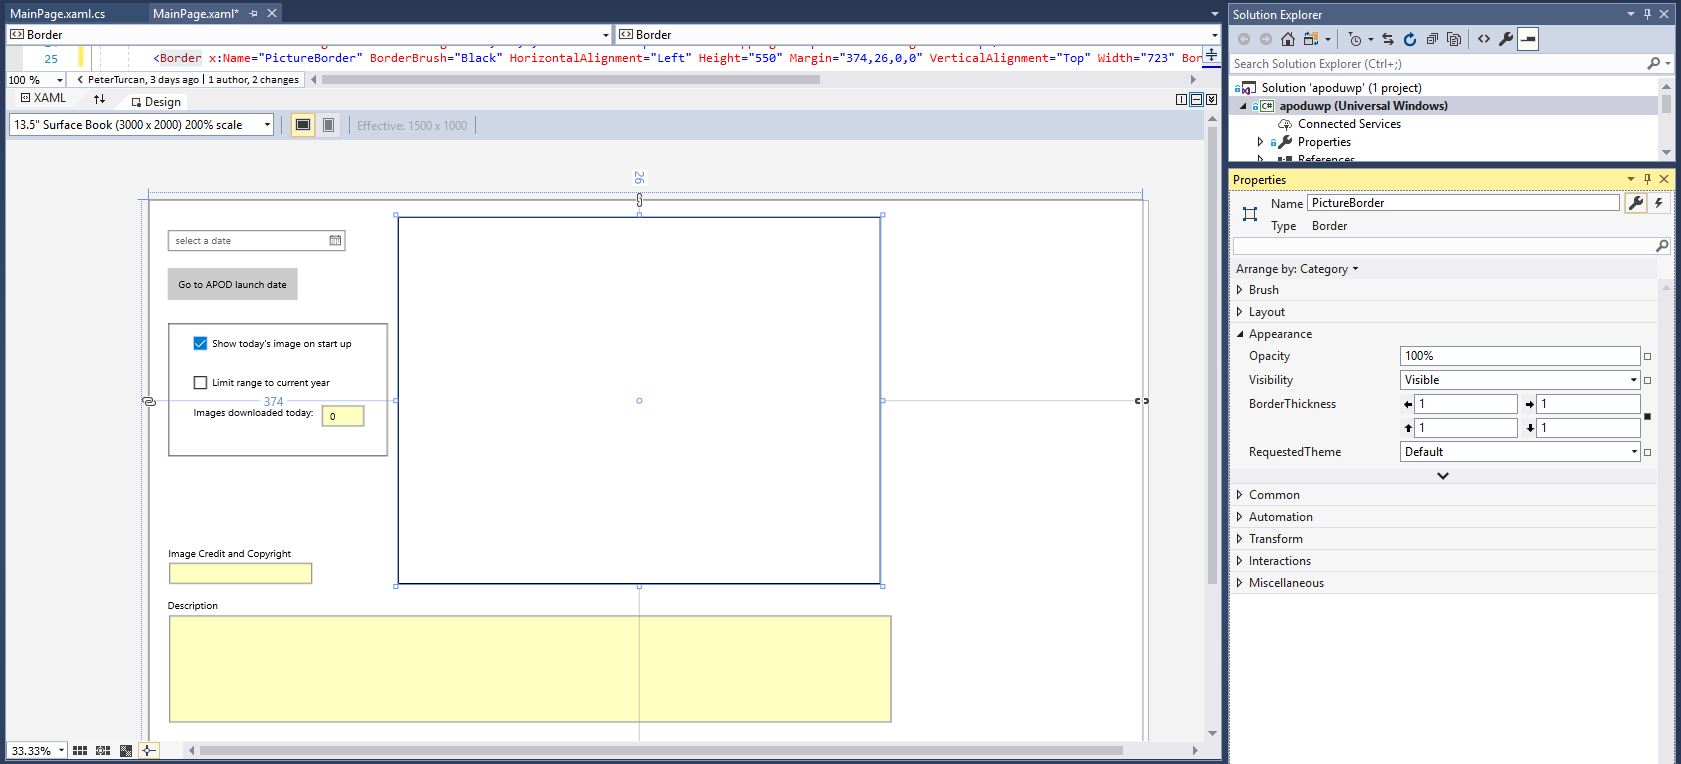 MainPage.xaml.cs MainPage.xaml*
Border Border
25 <Border x:Name="PictureBorder" BorderBrush="Black" HorizontalAlignment="Left" Height="550" Margin="374,26,0,0" VerticalAlignment="Top" Width="723" Bor
100 % PeterTurcan, 3 days ago | 1 author, 2 changes
XAML Design
13.5" Surface Book (3000 x 2000) 200% scale Effective: 1500 x 1000
26
select a date
Go to APOD launch date
Show today's image on start up
Limit range to current year
374
Images downloaded today: 0
Image Credit and Copyright
Description
33.33%
Solution Explorer
Search Solution Explorer (Ctrl+;)
Solution 'apoduwp' (1 project)
C# apoduwp (Universal Windows)
Connected Services
Properties
References
Properties
Name PictureBorder
Type Border
Arrange by: Category
Brush
Layout
Appearance
Opacity 100%
Visibility Visible
BorderThickness 1 1
1 1
RequestedTheme Default
Common
Automation
Transform
Interactions
Miscellaneous